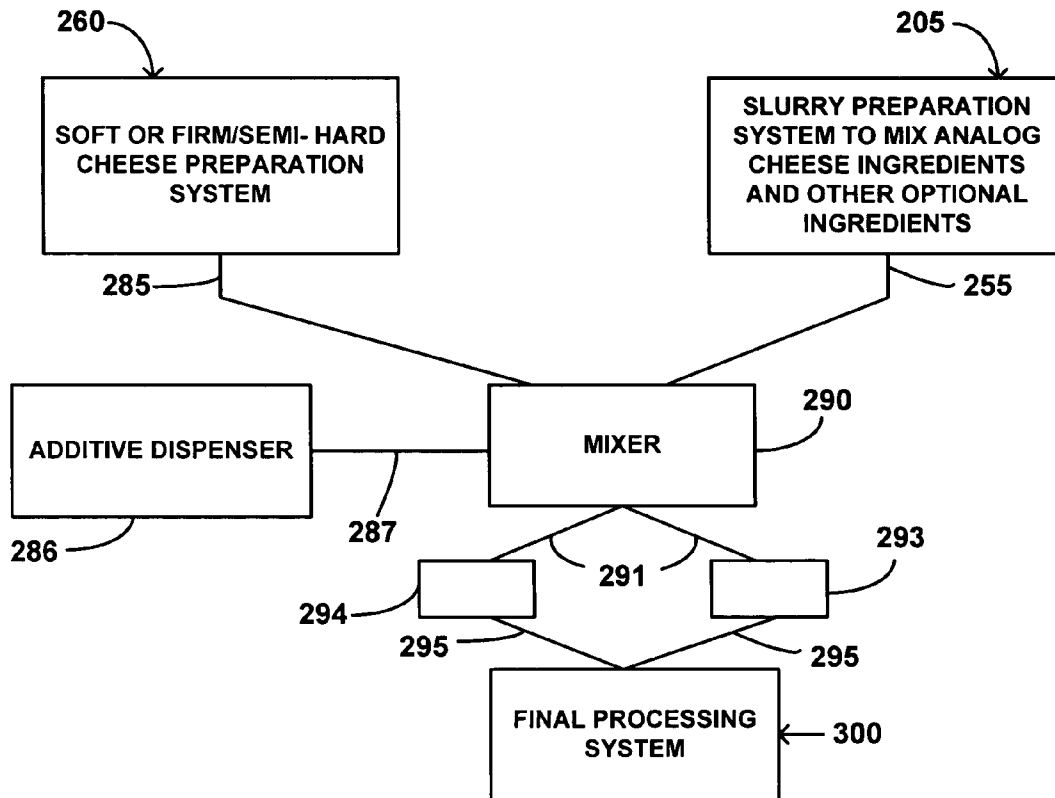 260
205
SOFT OR FIRM/SEMI- HARD
CHEESE PREPARATION
SYSTEM
SLURRY PREPARATION
SYSTEM TO MIX ANALOG
CHEESE INGREDIENTS
AND OTHER OPTIONAL
INGREDIENTS
285
255
ADDITIVE DISPENSER
MIXER
290
286
287
291
293
294
295
295
FINAL PROCESSING
SYSTEM
300